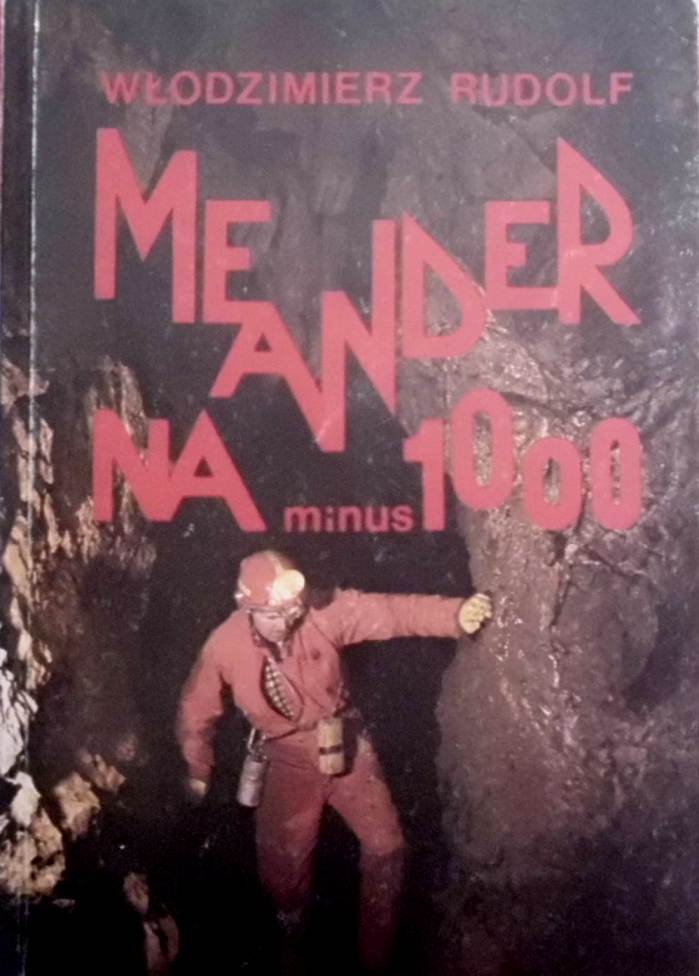 WŁODZIMIERZ RUDOLF
MEANDER
NA minus 1000